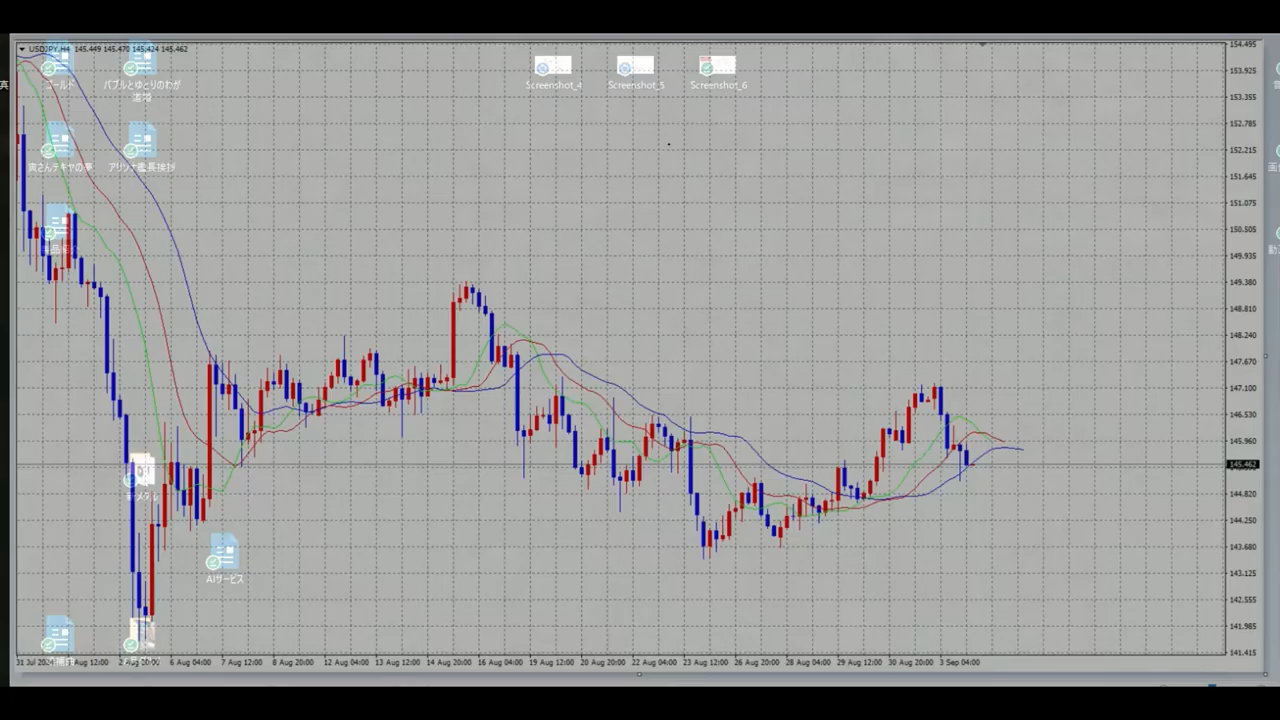 USDJPY,H4 145.449 145.470 145.424 145.462
ゴールド
バブルとゆとりのわが
Screenshot_4
Screenshot_5
Screenshot_6
真
AIサービス
154.495
153.925
153.355
152.785
152.215
151.645
151.075
150.505
149.935
149.380
148.810
148.240
147.670
147.100
146.530
145.960
145.462
144.820
144.250
143.680
143.125
142.555
141.985
141.415
31 Jul 2024
Aug 12:00
2 Aug 20:00
6 Aug 04:00
7 Aug 12:00
8 Aug 20:00
12 Aug 04:00
13 Aug 12:00
14 Aug 20:00
16 Aug 04:00
19 Aug 12:00
20 Aug 20:00
22 Aug 04:00
23 Aug 12:00
26 Aug 20:00
28 Aug 04:00
29 Aug 12:00
30 Aug 20:00
3 Sep 04:00